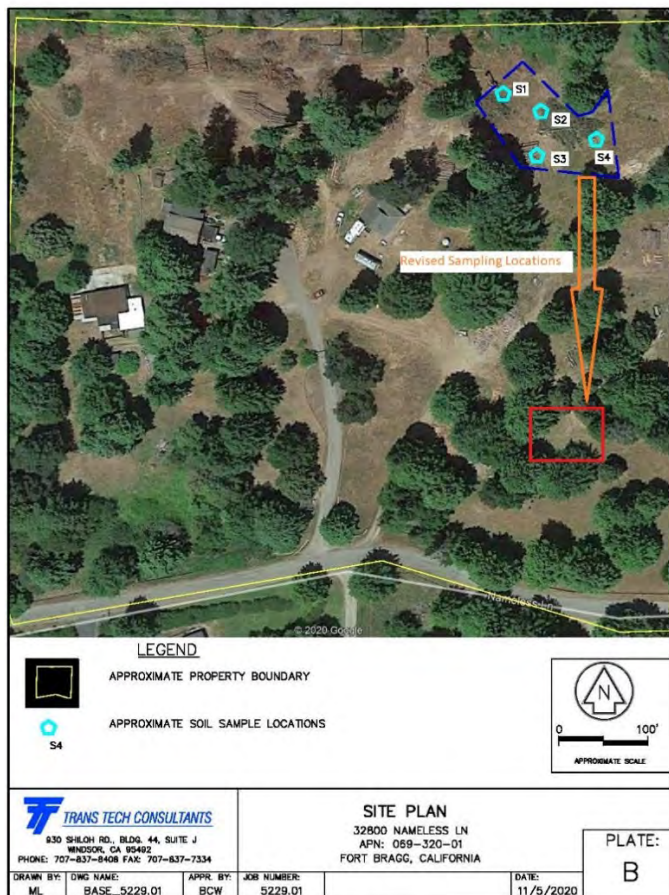 S1
S2
S3
S4
Revised Sampling Locations
Nameless Ln
© 2020 Google
LEGEND
APPROXIMATE PROPERTY BOUNDARY
S4
APPROXIMATE SOIL SAMPLE LOCATIONS
N
0 100'
APPROXIMATE SCALE
TRANS TECH CONSULTANTS
930 SHILOH RD., BLDG. 44, SUITE J
WINDSOR, CA 95492
PHONE: 707-837-8408 FAX: 707-837-7334
SITE PLAN
32800 NAMELESS LN
APN: 069-320-01
FORT BRAGG, CALIFORNIA
PLATE:
B
DRAWN BY:
ML
DWG NAME:
BASE_5229.01
APPR. BY:
BCW
JOB NUMBER:
5229.01
DATE:
11/5/2020